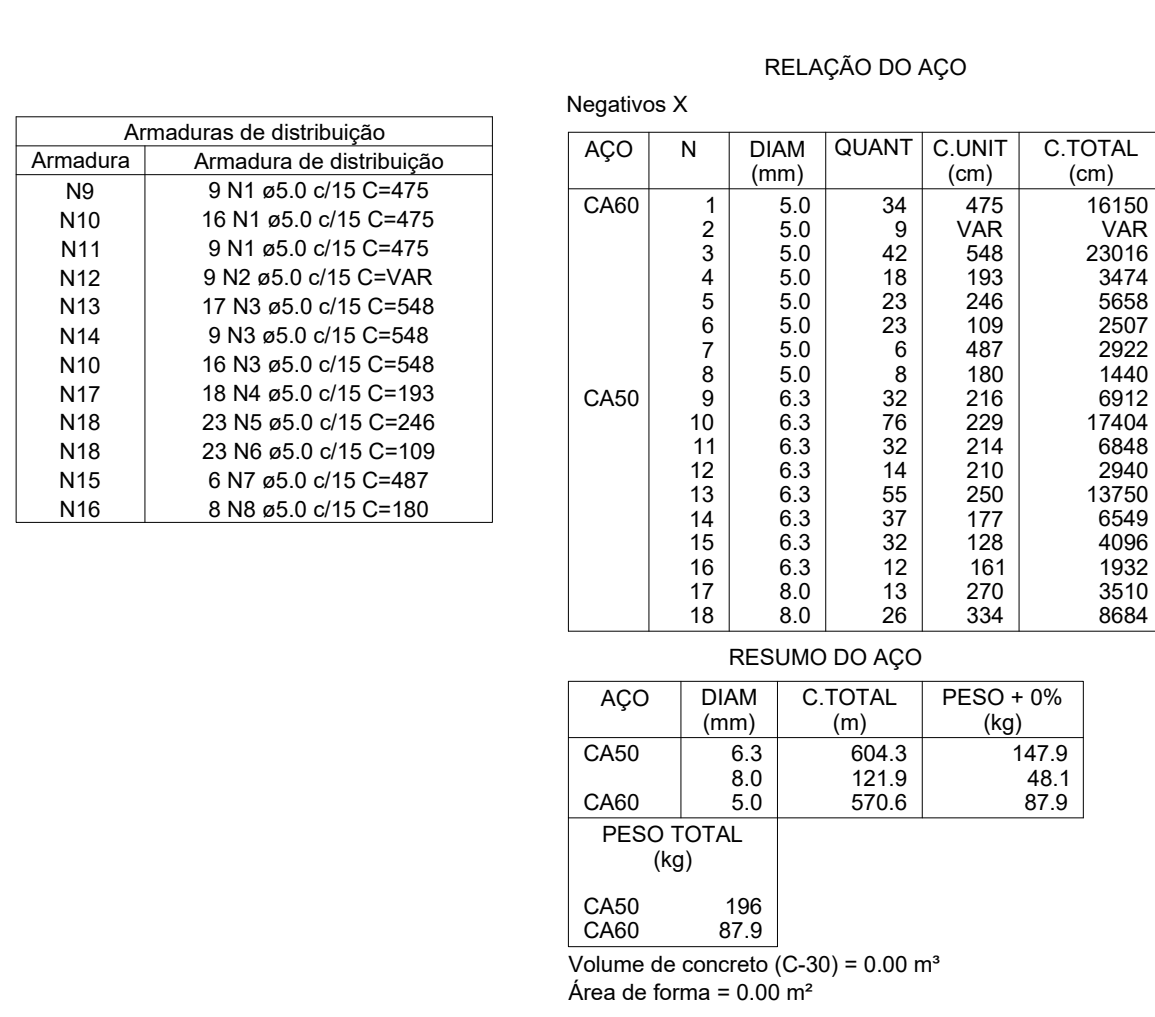 Armaduras de distribuição
Armadura Armadura de distribuição
N9 9 N1 ø5.0 c/15 C=475
N10 16 N1 ø5.0 c/15 C=475
N11 9 N1 ø5.0 c/15 C=475
N12 9 N2 ø5.0 c/15 C=VAR
N13 17 N3 ø5.0 c/15 C=548
N14 9 N3 ø5.0 c/15 C=548
N10 16 N3 ø5.0 c/15 C=548
N17 18 N4 ø5.0 c/15 C=193
N18 23 N5 ø5.0 c/15 C=246
N18 23 N6 ø5.0 c/15 C=109
N15 6 N7 ø5.0 c/15 C=487
N16 8 N8 ø5.0 c/15 C=180
RELAÇÃO DO AÇO
Negativos X
AÇO N DIAM QUANT C.UNIT C.TOTAL
(mm) (cm) (cm)
CA60 1 5.0 34 475 16150
2 5.0 9 VAR VAR
3 5.0 42 548 23016
4 5.0 18 193 3474
5 5.0 23 246 5658
6 5.0 23 109 2507
7 5.0 6 487 2922
8 5.0 8 180 1440
CA50 9 6.3 32 216 6912
10 6.3 76 229 17404
11 6.3 32 214 6848
12 6.3 14 210 2940
13 6.3 55 250 13750
14 6.3 37 177 6549
15 6.3 32 128 4096
16 6.3 12 161 1932
17 8.0 13 270 3510
18 8.0 26 334 8684
RESUMO DO AÇO
AÇO DIAM C.TOTAL PESO + 0%
(mm) (m) (kg)
CA50 6.3 604.3 147.9
8.0 121.9 48.1
CA60 5.0 570.6 87.9
PESO TOTAL
(kg)
CA50 196
CA60 87.9
Volume de concreto (C-30) = 0.00 m³
Área de forma = 0.00 m²